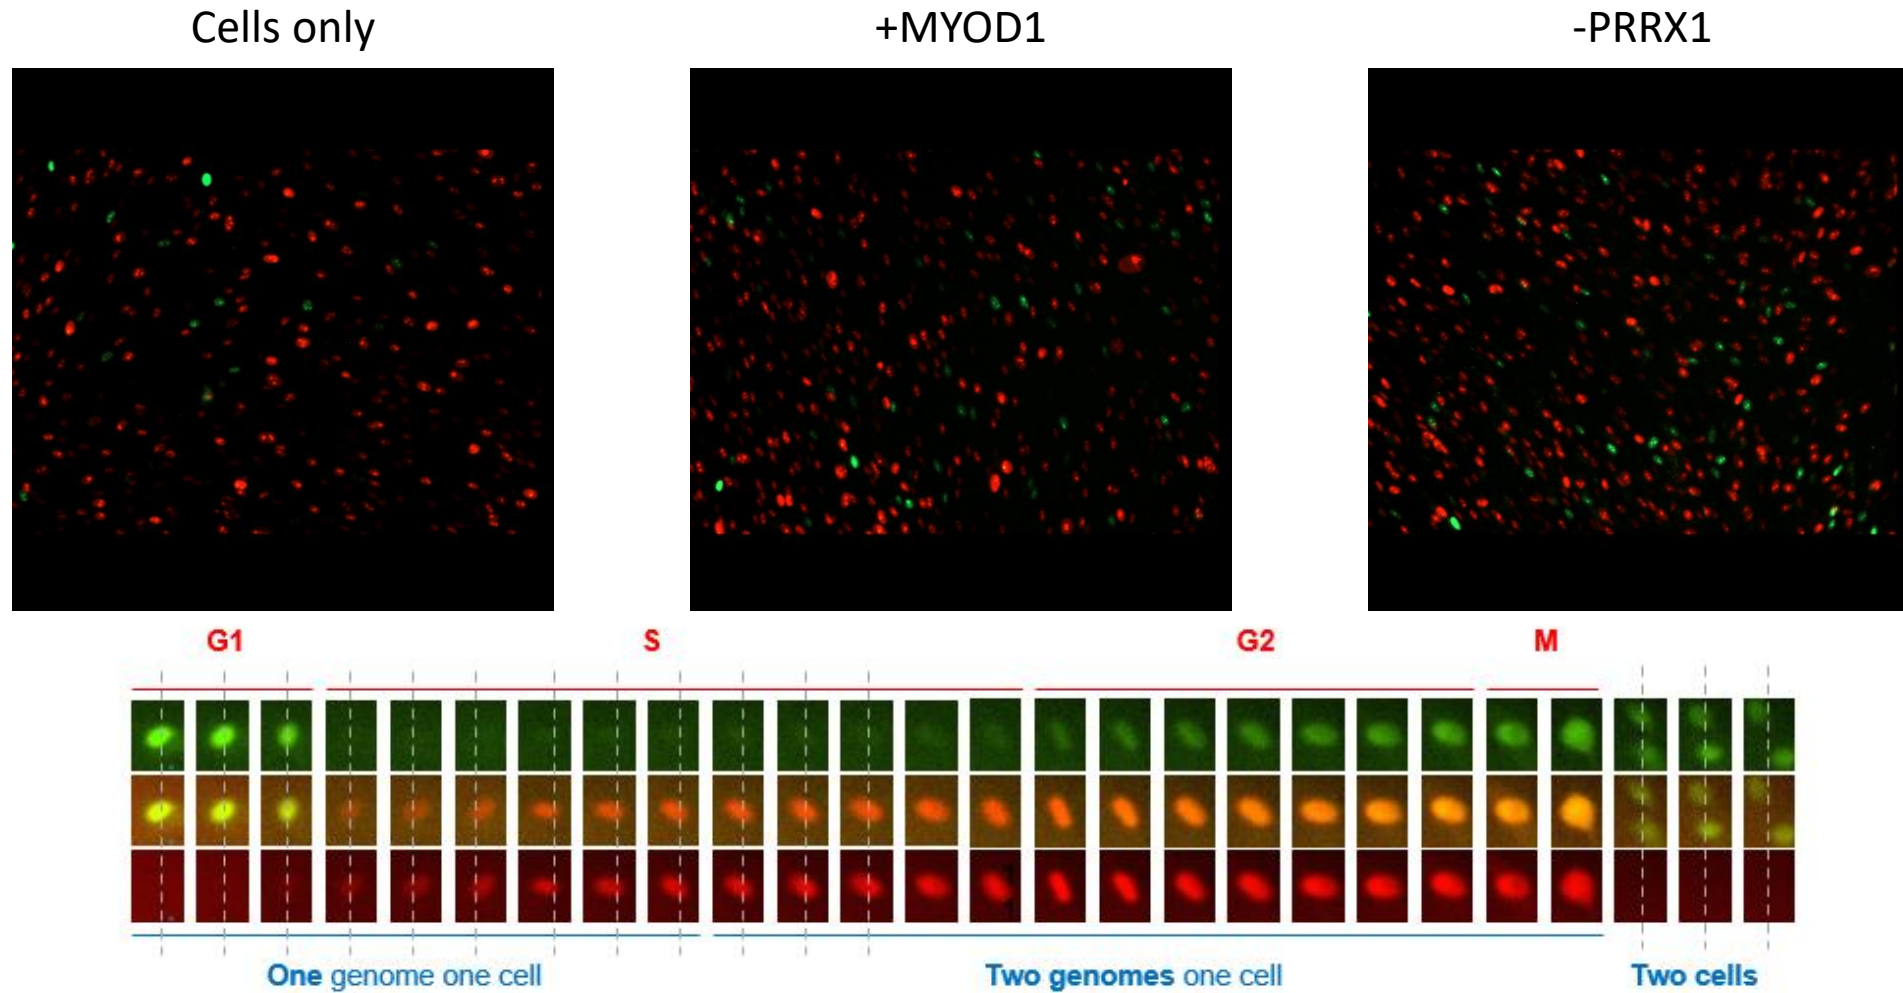 Cells only
+MYOD1
-PRRX1
G1
S
G2
M
One genome one cell
Two genomes one cell
Two cells